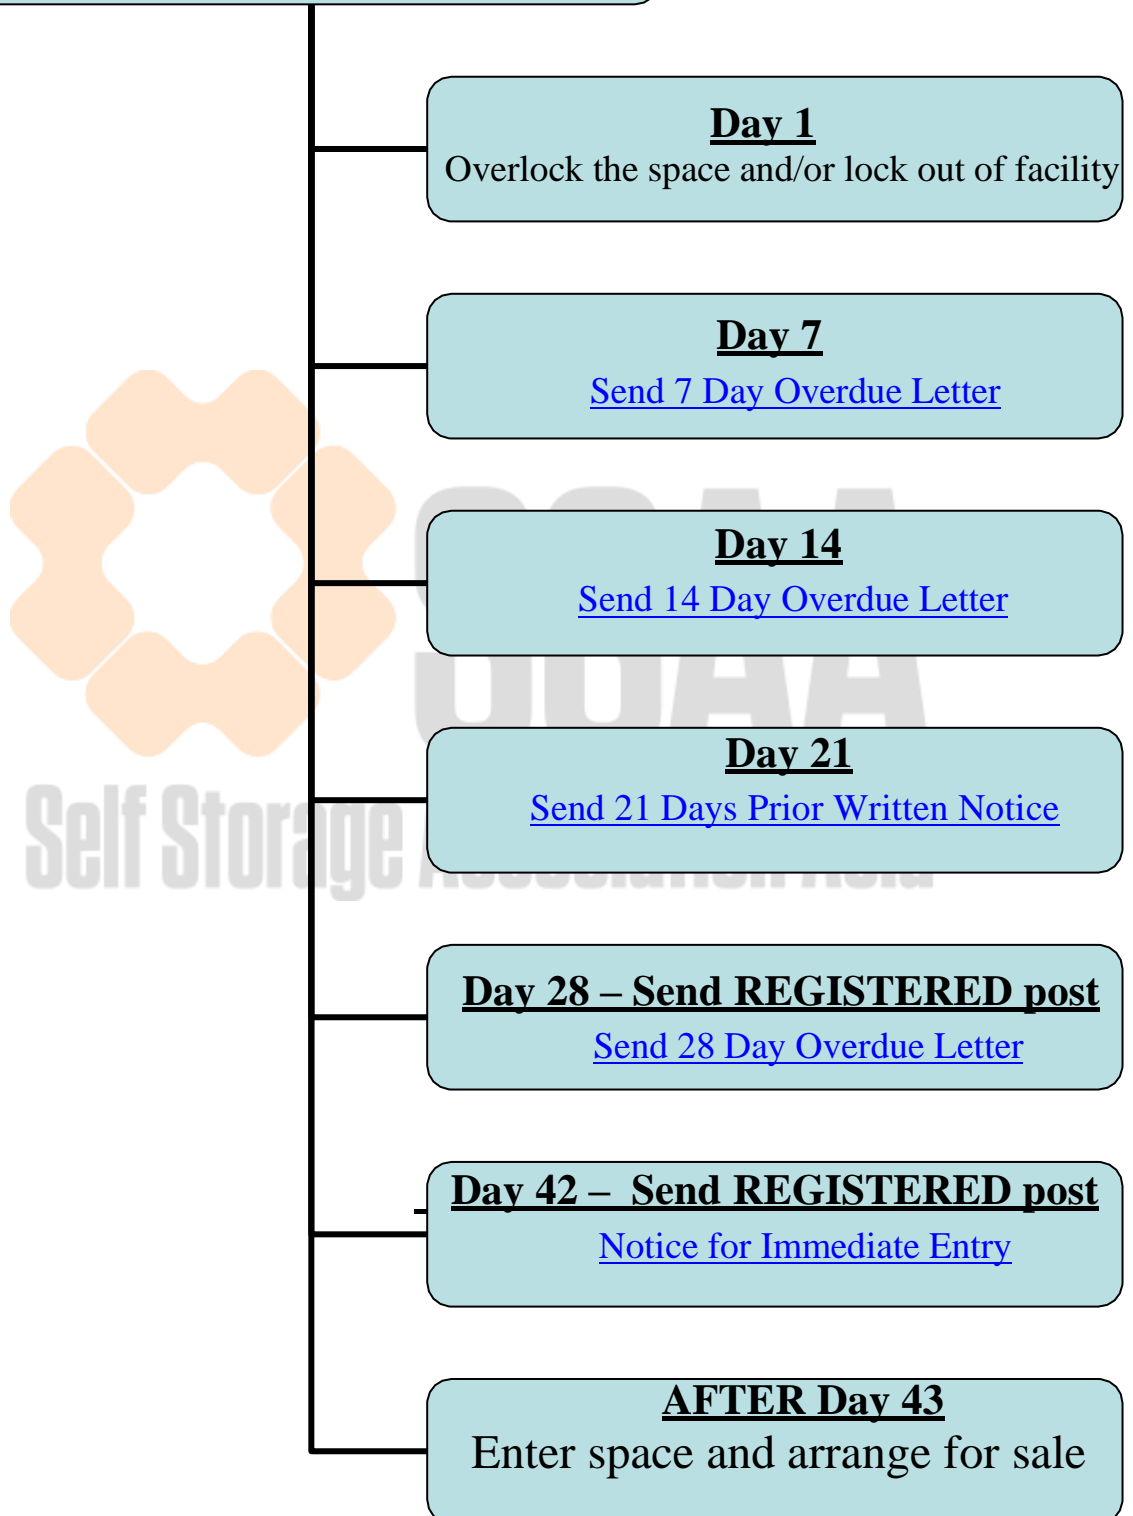 Day 1
Overlock the space and/or lock out of facility
Day 7
Send 7 Day Overdue Letter
SSAA
Day 14
Send 14 Day Overdue Letter
Day 21
Send 21 Days Prior Written Notice
Self Storage Association Asia
Day 28 – Send REGISTERED post
Send 28 Day Overdue Letter
Day 42 – Send REGISTERED post
Notice for Immediate Entry
AFTER Day 43
Enter space and arrange for sale